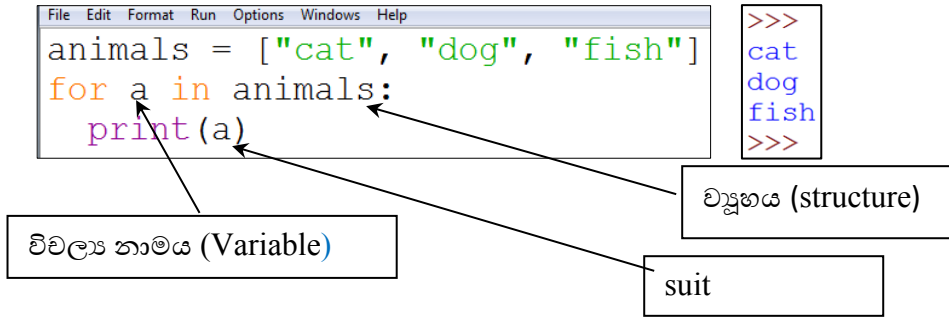 File Edit Format Run Options Windows Help
animals = ["cat", "dog", "fish"]
for a in animals:
  print(a)
>>>
cat
dog
fish
>>>
ව්‍යූහය (structure)
විචල්‍ය නාමය (Variable)
suit